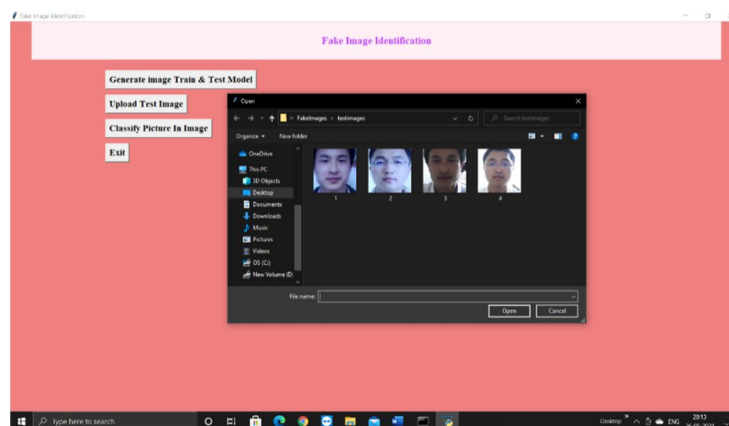 Fake Image Identification
Fake Image Identification
Generate image Train & Test Model
Upload Test Image
Classify Picture In Image
Exit
Open
FakeImages › testimages
Search testimages
Organize
New folder
OneDrive
This PC
3D Objects
Desktop
Documents
Downloads
Music
Pictures
Videos
OS (C:)
New Volume (D:
1
2
3
4
File name:
Open
Cancel
Type here to search
Desktop
ENG
20:13